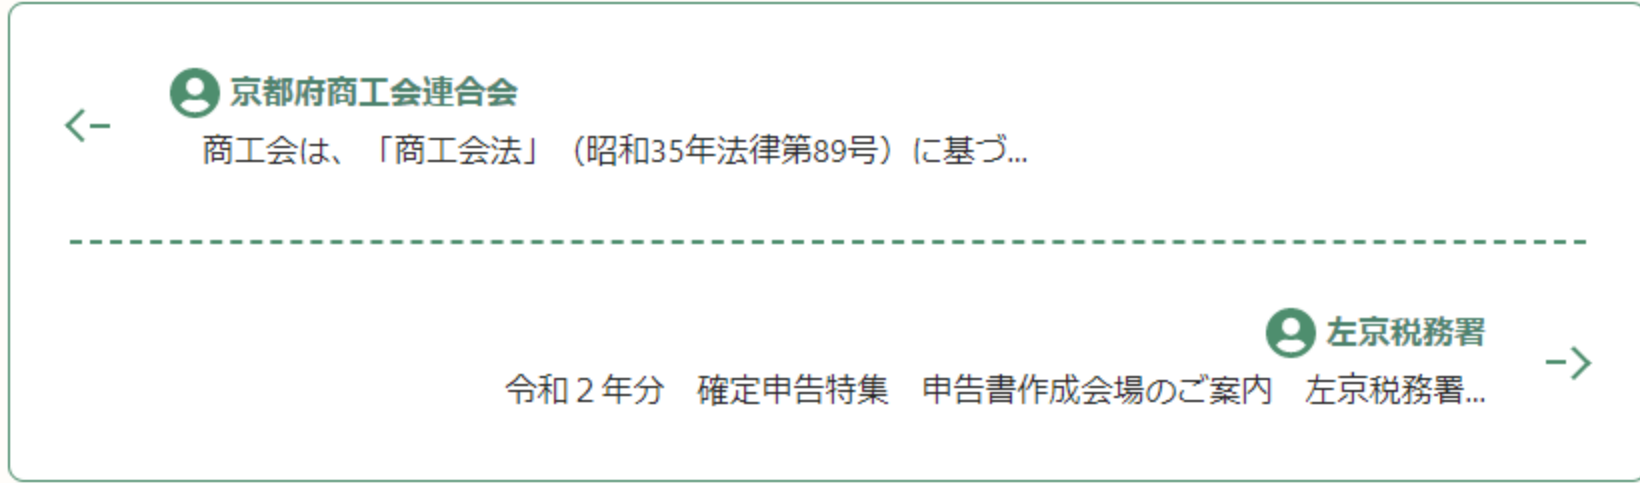 京都府商工会連合会
商工会は、「商工会法」（昭和35年法律第89号）に基づ...
左京税務署
令和２年分　確定申告特集　申告書作成会場のご案内　左京税務署...